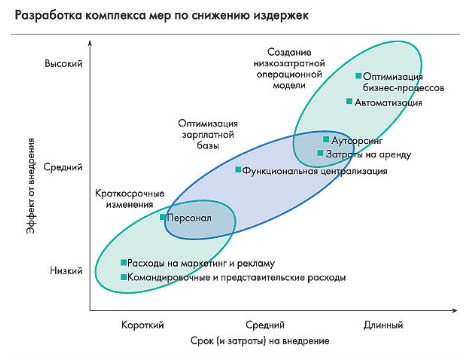 Разработка комплекса мер по снижению издержек
Эффект от внедрения
Высокий
Средний
Низкий
Создание
низкозатратной
операционной
модели
Оптимизация
бизнес-процессов
Автоматизация
Оптимизация
зарплатной
базы
Аутсорсинг
Затраты на аренду
Функциональная централизация
Краткосрочные
изменения
Персонал
Расходы на маркетинг и рекламу
Командировочные и представительские расходы
Короткий
Средний
Длинный
Срок (и затраты) на внедрение